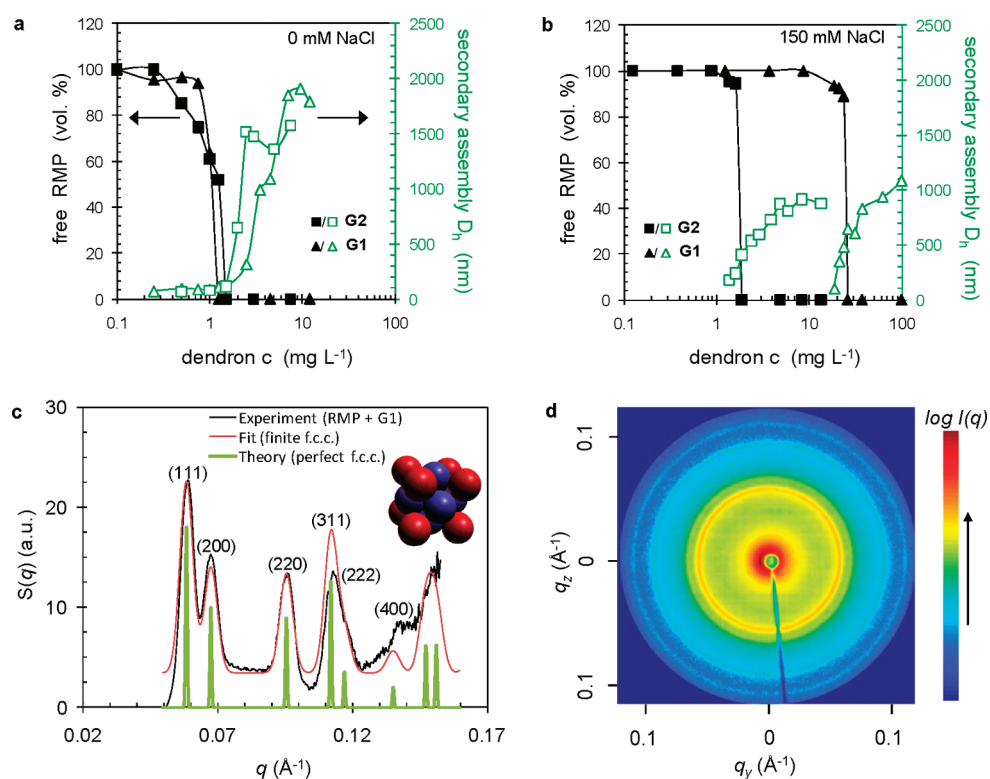 a
0 mM NaCl
free RMP (vol. %)
120
100
80
60
40
20
0
0.1
1
10
100
dendron c (mg L-1)
2500
2000
1500
1000
500
0
secondary assembly Dh (nm)
■/□ G2
▲/△ G1
b
150 mM NaCl
free RMP (vol. %)
120
100
80
60
40
20
0
0.1
1
10
100
dendron c (mg L-1)
2500
2000
1500
1000
500
0
secondary assembly Dh (nm)
■/□ G2
▲/△ G1
c
S(q) (a.u.)
30
20
10
0
0.02
0.07
0.12
0.17
q (Å-1)
Experiment (RMP + G1)
Fit (finite f.c.c.)
Theory (perfect f.c.c.)
(111)
(200)
(220)
(311)
(222)
(400)
d
log I(q)
qz (Å-1)
0.1
0
0.1
0.1
0
0.1
qy (Å-1)